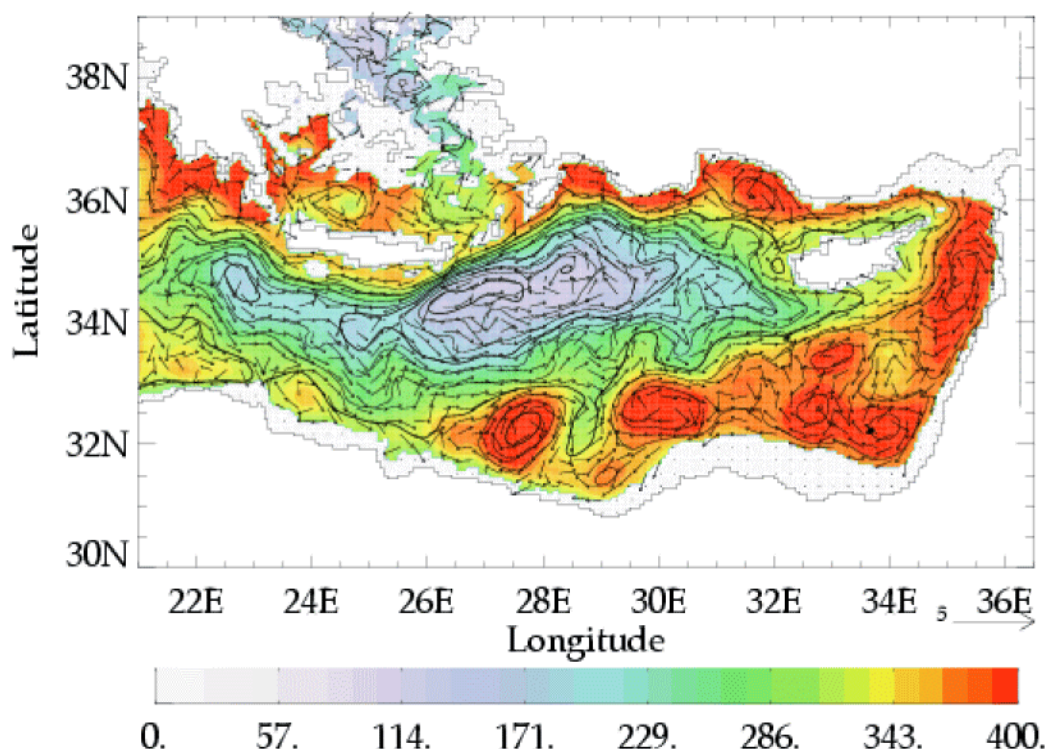 38N
36N
34N
32N
30N
Latitude
22E 24E 26E 28E 30E 32E 34E 36E
5
Longitude
0. 57. 114. 171. 229. 286. 343. 400.